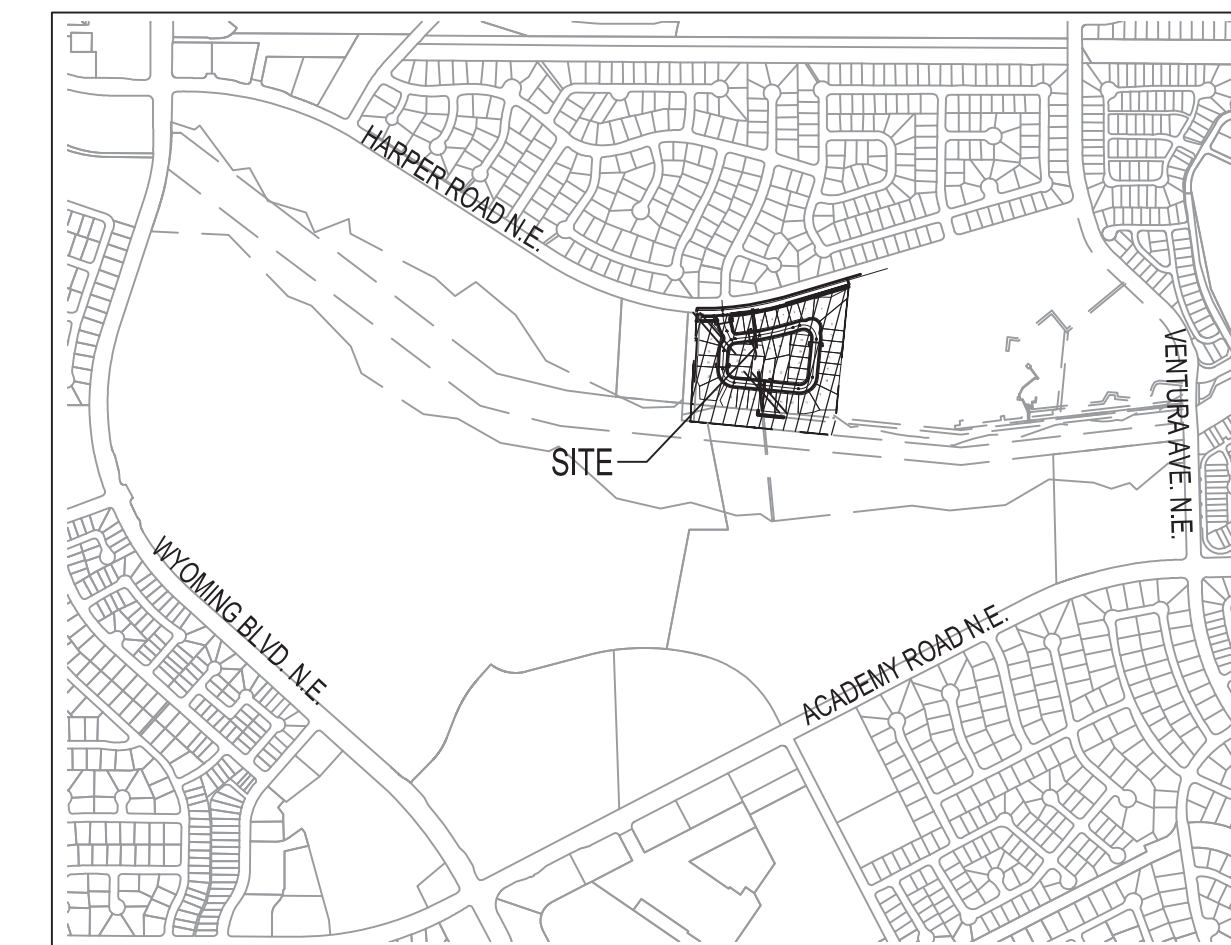 HARPER ROAD N.E.
VENTURA AVE. N.E.
SITE
WYOMING BLVD. N.E.
ACADEMY ROAD N.E.